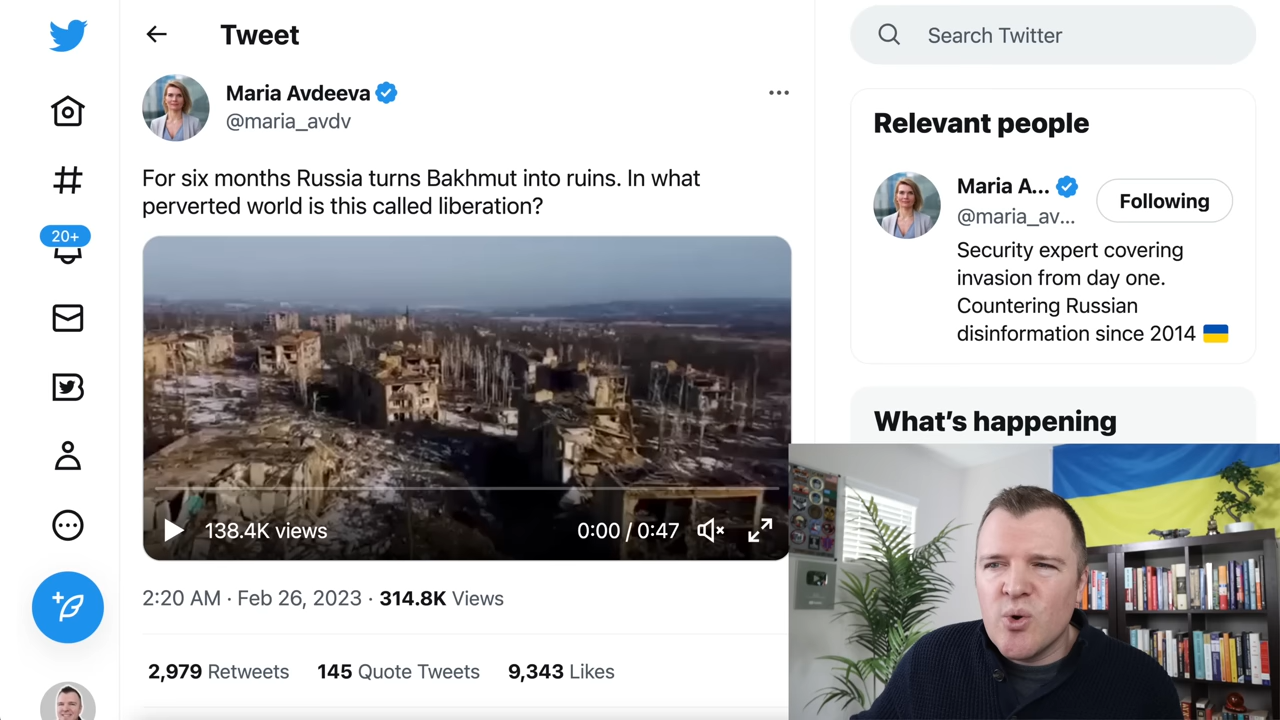 Tweet
Maria Avdeeva
@maria_avdv
For six months Russia turns Bakhmut into ruins. In what
perverted world is this called liberation?
138.4K views
0:00 / 0:47
2:20 AM · Feb 26, 2023 · 314.8K Views
2,979 Retweets 145 Quote Tweets 9,343 Likes
20+
Search Twitter
Relevant people
Maria A...
@maria_av...
Following
Security expert covering
invasion from day one.
Countering Russian
disinformation since 2014
What's happening